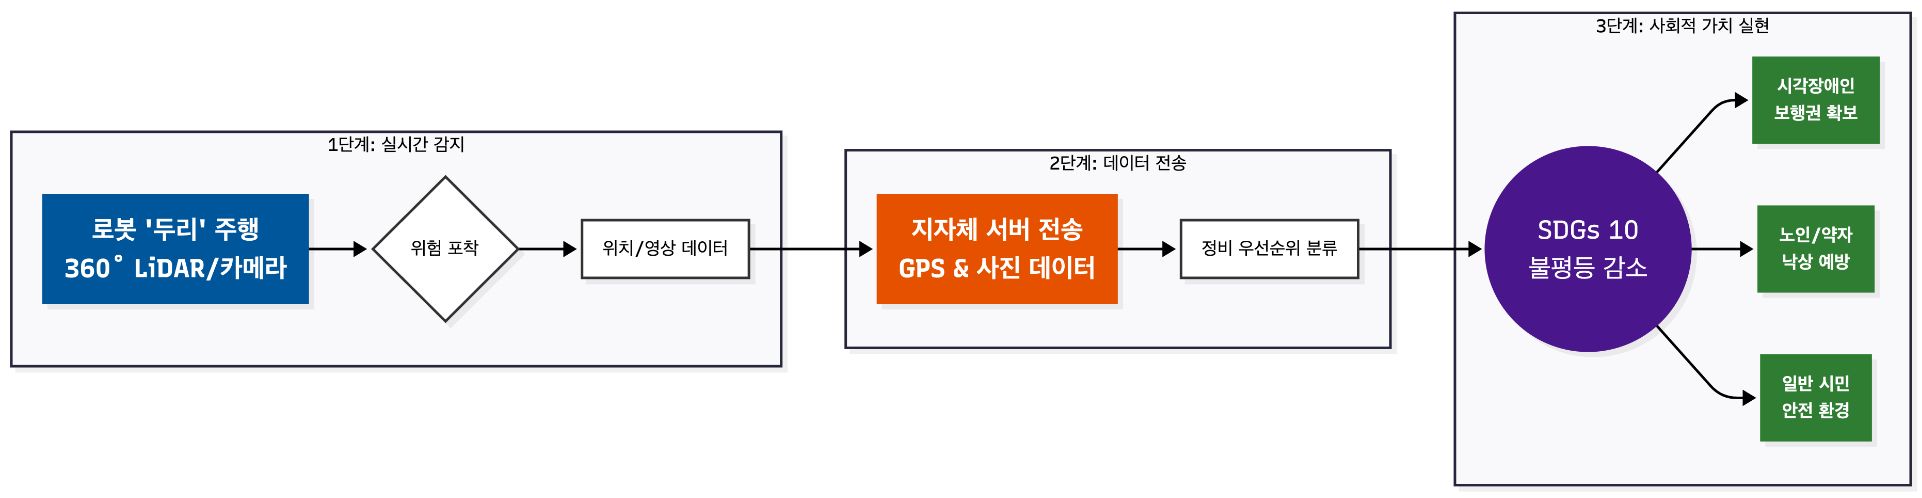 1단계: 실시간 감지
로봇 '두리' 주행
360° LiDAR/카메라
위험 포착
위치/영상 데이터
2단계: 데이터 전송
지자체 서버 전송
GPS & 사진 데이터
정비 우선순위 분류
3단계: 사회적 가치 실현
SDGs 10
불평등 감소
시각장애인
보행권 확보
노인/약자
낙상 예방
일반 시민
안전 환경